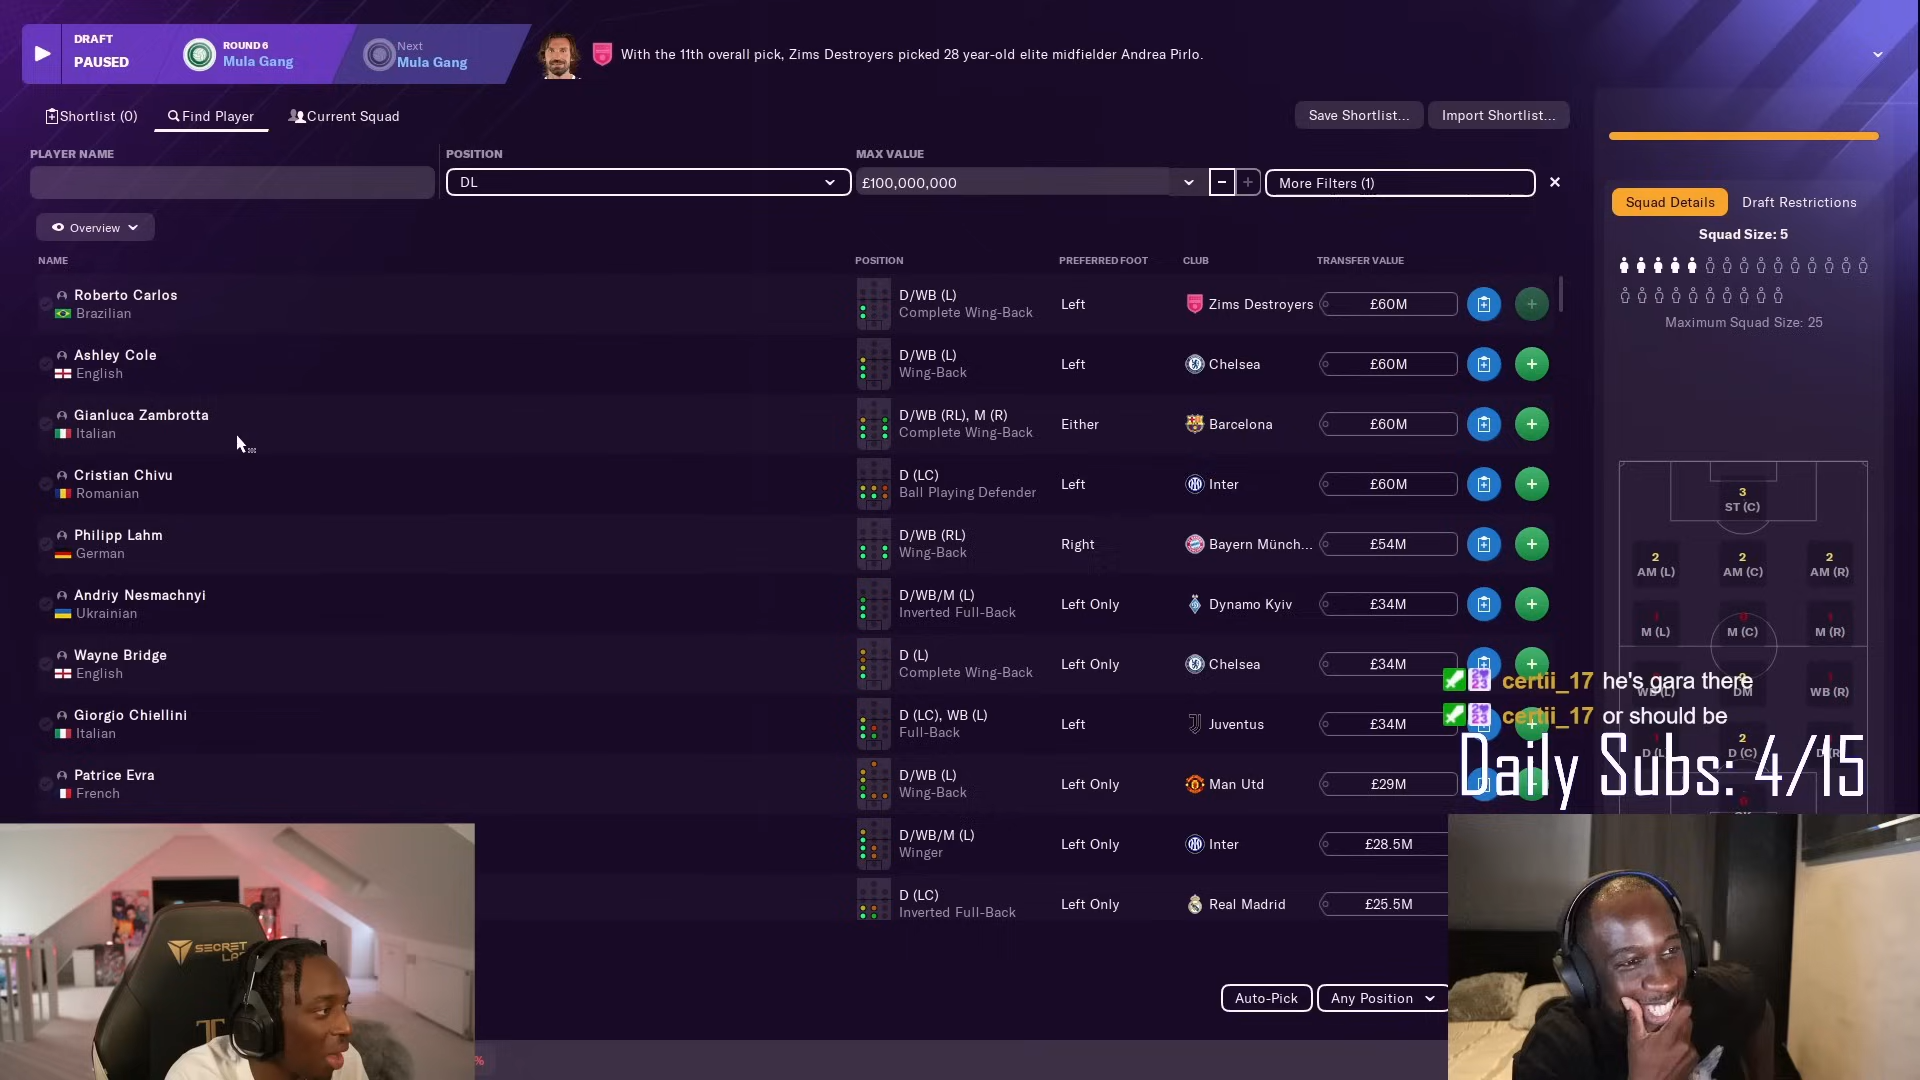 DRAFT
PAUSED
ROUND 6
Mula Gang
Next
Mula Gang
With the 11th overall pick, Zims Destroyers picked 28 year-old elite midfielder Andrea Pirlo.
Shortlist (0)
Find Player
Current Squad
Save Shortlist...
Import Shortlist...
PLAYER NAME
POSITION
MAX VALUE
DL
£100,000,000
More Filters (1)
Overview
NAME
POSITION
PREFERRED FOOT
CLUB
TRANSFER VALUE
Roberto Carlos
Brazilian
D/WB (L)
Complete Wing-Back
Left
Zims Destroyers
£60M
Ashley Cole
English
D/WB (L)
Wing-Back
Left
Chelsea
£60M
Gianluca Zambrotta
Italian
D/WB (RL), M (R)
Complete Wing-Back
Either
Barcelona
£60M
Cristian Chivu
Romanian
D (LC)
Ball Playing Defender
Left
Inter
£60M
Philipp Lahm
German
D/WB (RL)
Wing-Back
Right
Bayern Münch...
£54M
Andriy Nesmachnyi
Ukrainian
D/WB/M (L)
Inverted Full-Back
Left Only
Dynamo Kyiv
£34M
Wayne Bridge
English
D (L)
Complete Wing-Back
Left Only
Chelsea
£34M
Giorgio Chiellini
Italian
D (LC), WB (L)
Full-Back
Left
Juventus
£34M
Patrice Evra
French
D/WB (L)
Wing-Back
Left Only
Man Utd
£29M
D/WB/M (L)
Winger
Left Only
Inter
£28.5M
D (LC)
Inverted Full-Back
Left Only
Real Madrid
£25.5M
Auto-Pick
Any Position
Squad Details
Draft Restrictions
Squad Size: 5
Maximum Squad Size: 25
3
ST (C)
2
AM (L)
2
AM (C)
2
AM (R)
M (L)
M (C)
M (R)
WB (L)
DM
WB (R)
2
D (C)
certii_17 he's gara there
certii_17 or should be
Daily Subs: 4/15
SECRET
%